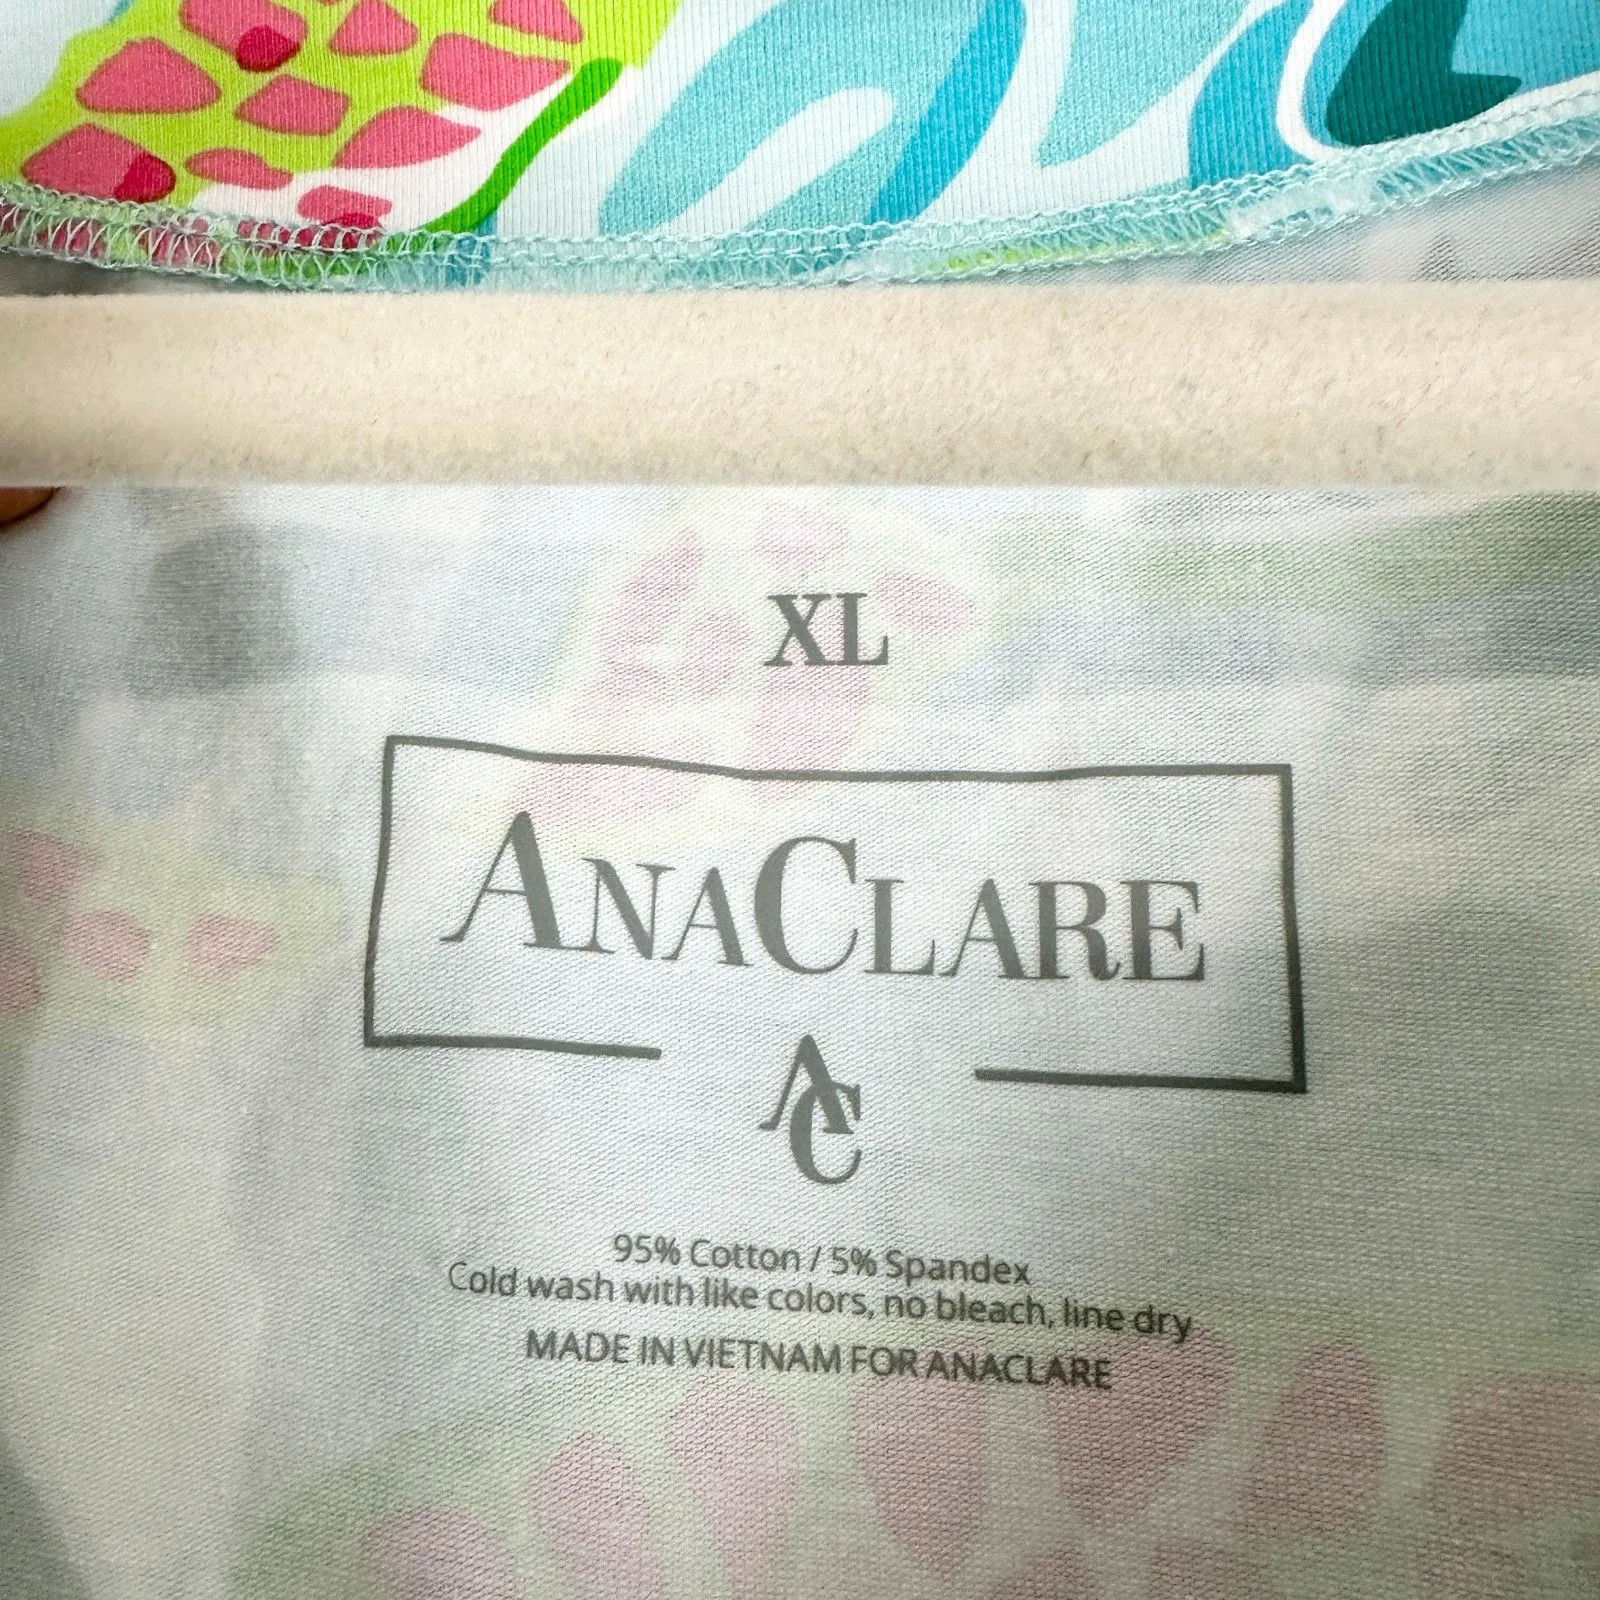 XL
ANACLARE
AC
95% Cotton / 5% Spandex
Cold wash with like colors, no bleach, line dry
MADE IN VIETNAM FOR ANACLARE